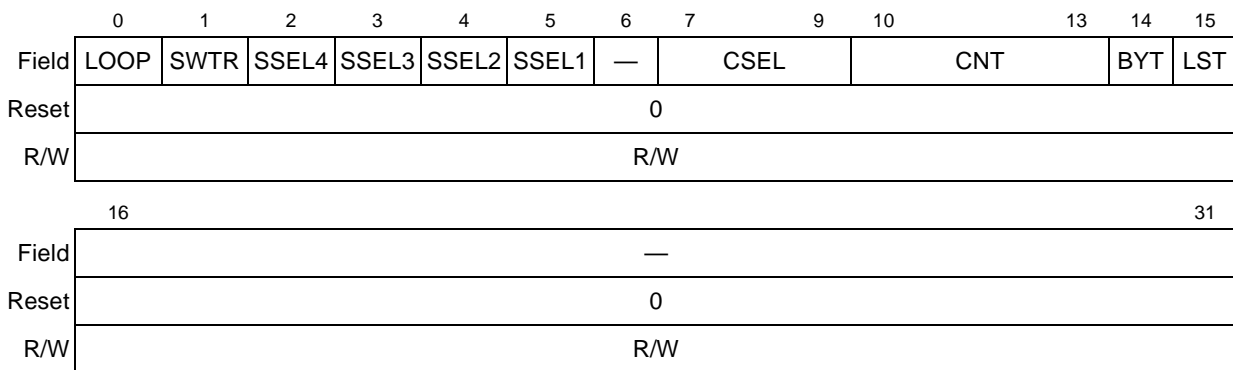 0 1 2 3 4 5 6 7 9 10 13 14 15
Field LOOP SWTR SSEL4 SSEL3 SSEL2 SSEL1 — CSEL CNT BYT LST
Reset 0
R/W R/W
16 31
Field —
Reset 0
R/W R/W